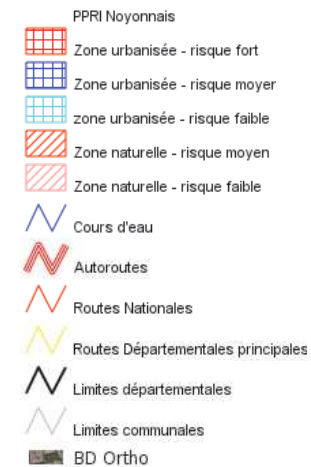 PPRI Noyonnais
Zone urbanisée - risque fort
Zone urbanisée - risque moyer
zone urbanisée - risque faible
Zone naturelle - risque moyen
Zone naturelle - risque faible
Cours d'eau
Autoroutes
Routes Nationales
Routes Départementales principales
Limites départementales
Limites communales
BD Ortho